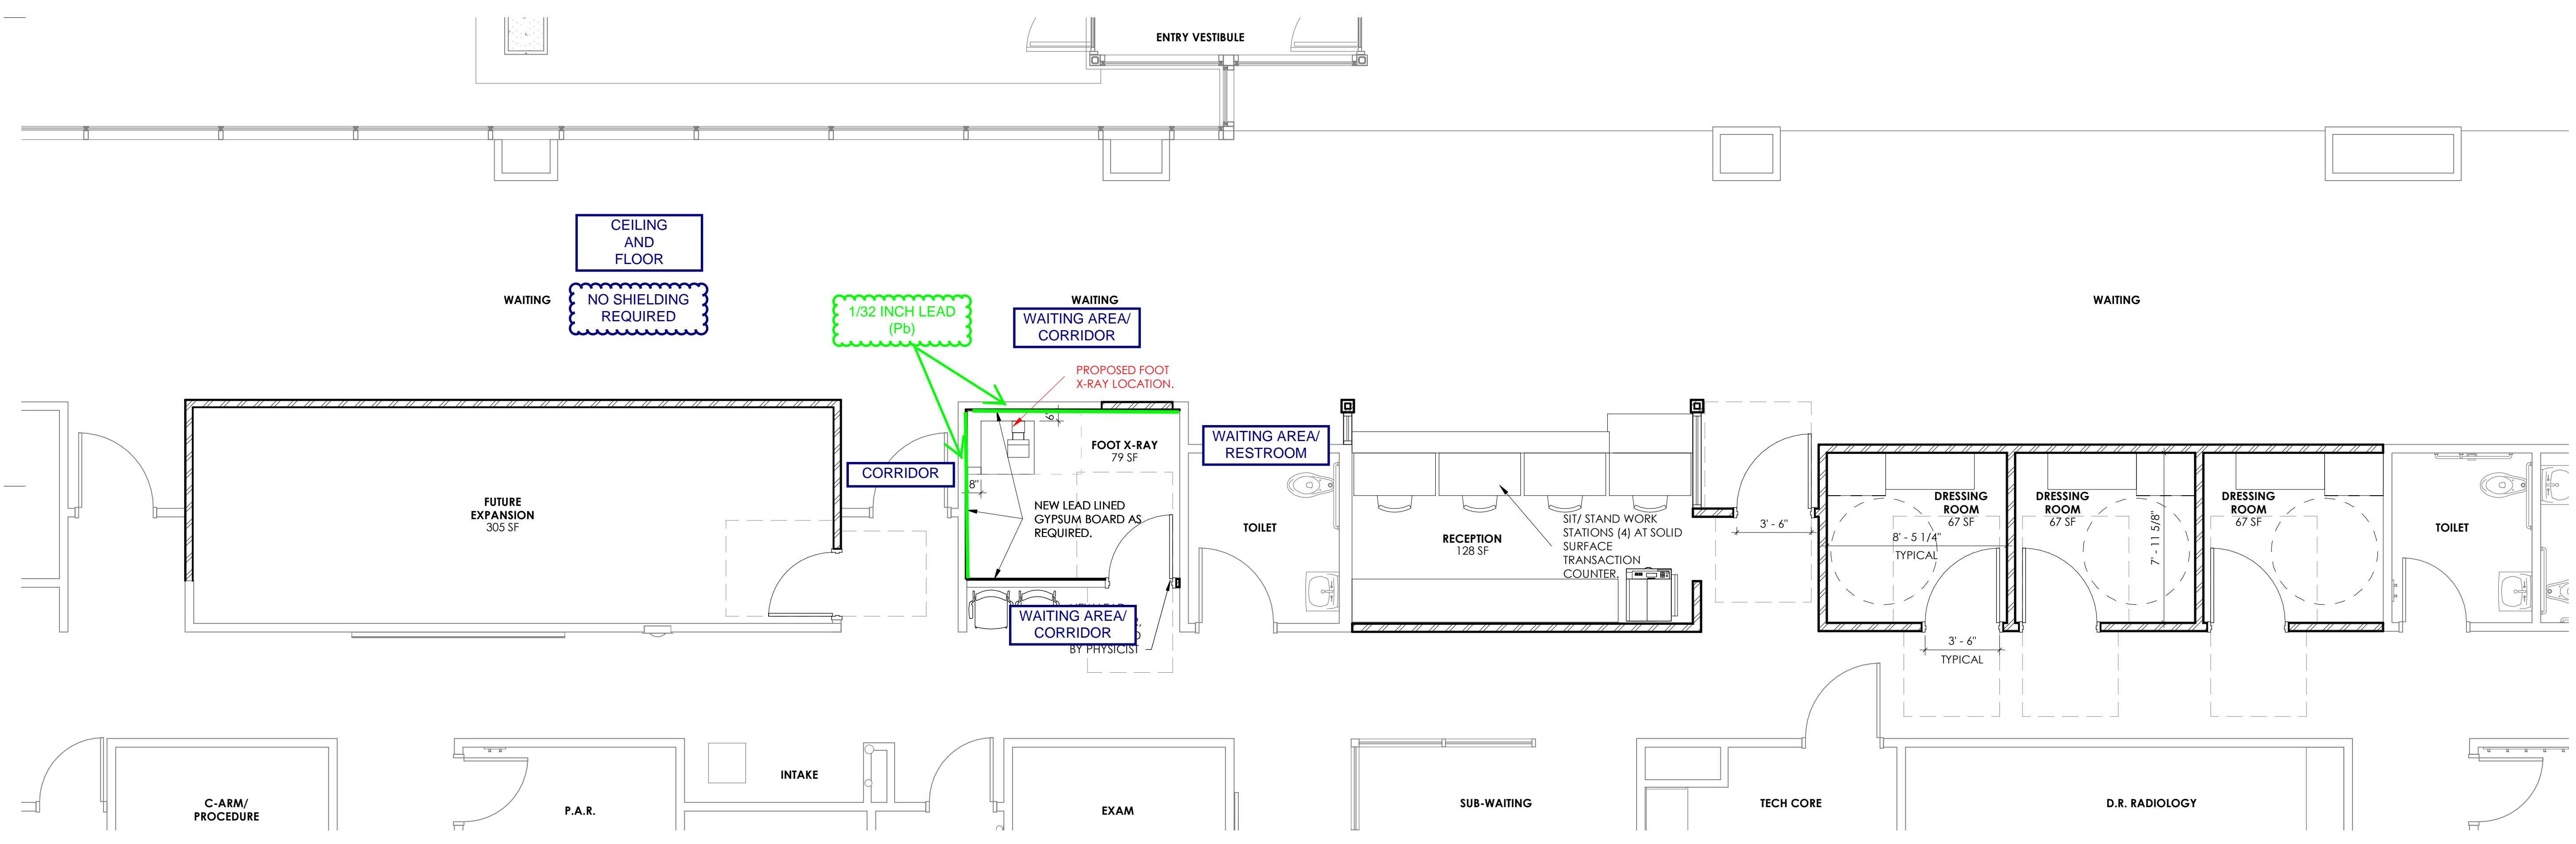 ENTRY VESTIBULE
CEILING
AND
FLOOR
WAITING
NO SHIELDING
REQUIRED
1/32 INCH LEAD
(Pb)
WAITING
WAITING AREA/
CORRIDOR
WAITING
PROPOSED FOOT
X-RAY LOCATION.
6"
FOOT X-RAY
79 SF
WAITING AREA/
RESTROOM
CORRIDOR
8"
FUTURE
EXPANSION
305 SF
NEW LEAD LINED
GYPSUM BOARD AS
REQUIRED.
TOILET
RECEPTION
128 SF
SIT/ STAND WORK
STATIONS (4) AT SOLID
SURFACE
TRANSACTION
COUNTER.
3' - 6"
DRESSING
ROOM
67 SF
8' - 5 1/4"
TYPICAL
DRESSING
ROOM
67 SF
7' - 11 5/8"
DRESSING
ROOM
67 SF
TOILET
WAITING AREA/
CORRIDOR
BY PHYSICIST
3' - 6"
TYPICAL
C-ARM/
PROCEDURE
P.A.R.
INTAKE
EXAM
SUB-WAITING
TECH CORE
D.R. RADIOLOGY